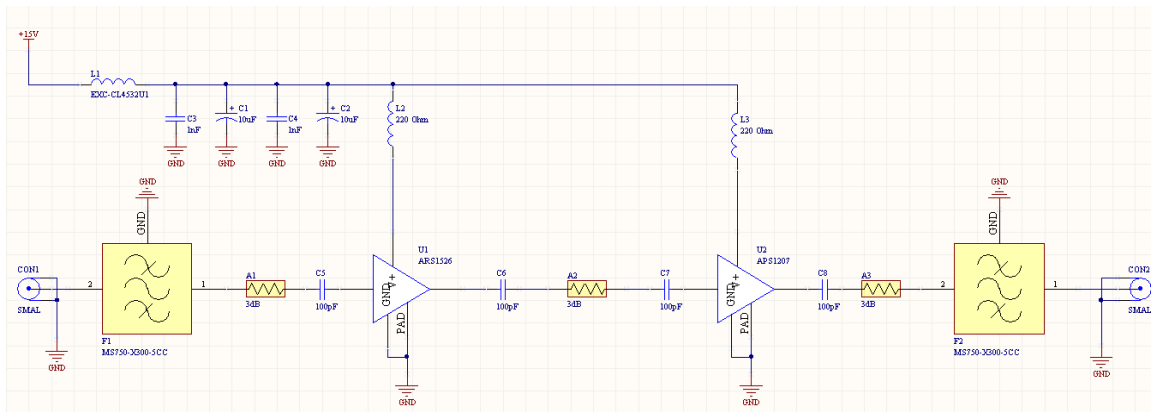 +15V
L1
EXC-CL4532U1
C3
1nF
GND
+
C1
10uF
GND
C4
1nF
GND
+
C2
10uF
GND
L2
220 Ohm
L3
220 Ohm
GND
GND
CON1
SMAL
GND
2
1
F1
MS750-X300-5CC
A1
3dB
C5
100pF
U1
ARS1526
V+
GND
PAD
GND
C6
100pF
A2
3dB
C7
100pF
U2
APS1207
V+
GND
PAD
GND
C8
100pF
A3
3dB
GND
GND
2
1
F2
MS750-X300-5CC
CON2
SMAL
GND